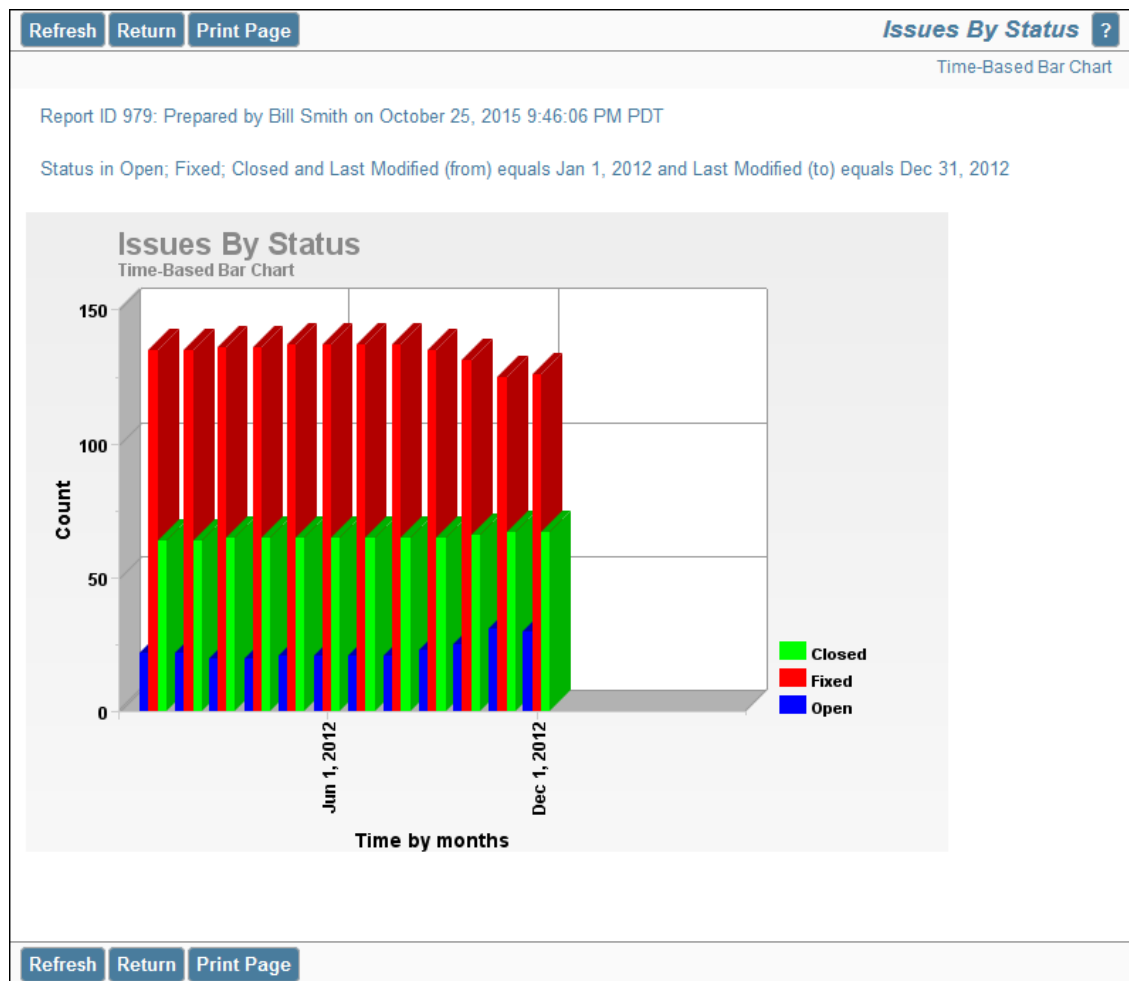 Refresh Return Print Page Issues By Status ?
Time-Based Bar Chart
Report ID 979: Prepared by Bill Smith on October 25, 2015 9:46:06 PM PDT
Status in Open; Fixed; Closed and Last Modified (from) equals Jan 1, 2012 and Last Modified (to) equals Dec 31, 2012
Issues By Status
Time-Based Bar Chart
150
100
50
0
Count
Jun 1, 2012
Dec 1, 2012
Time by months
Closed
Fixed
Open
Refresh Return Print Page